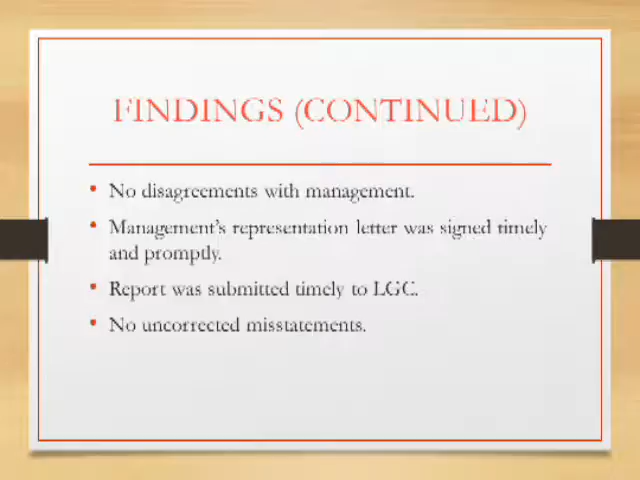 FINDINGS (CONTINUED)
• No disagreements with management.
• Management's representation letter was signed timely
and promptly.
• Report was submitted timely to LGC.
• No uncorrected misstatements.